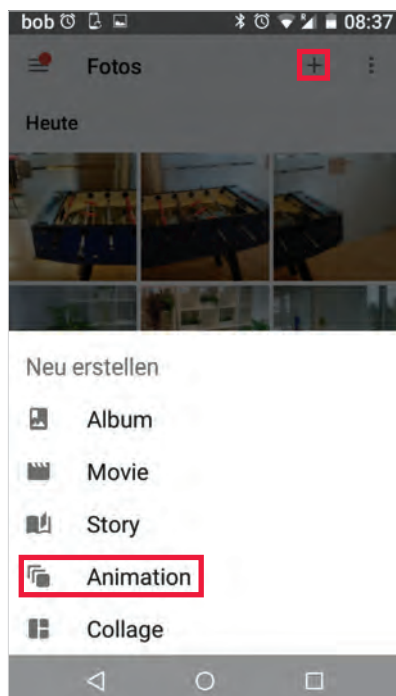 bob 08:37
Fotos
Heute
Neu erstellen
Album
Movie
Story
Animation
Collage